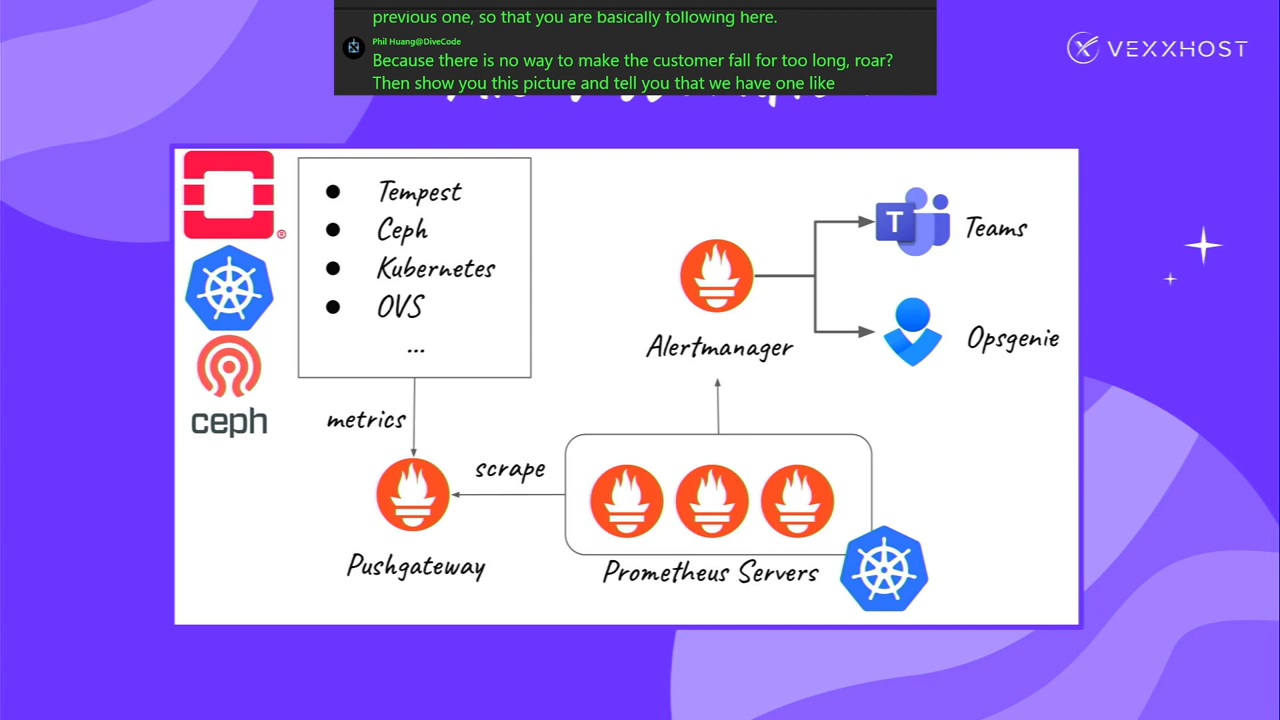 previous one, so that you are basically following here.
Phil Huang@DiveCode
Because there is no way to make the customer fall for too long, roar?
Then show you this picture and tell you that we have one like
VEXXHOST
Tempest
Ceph
Kubernetes
OVS
...
®
ceph
metrics
scrape
Pushgateway
Prometheus Servers
Alertmanager
T
Teams
Opsgenie